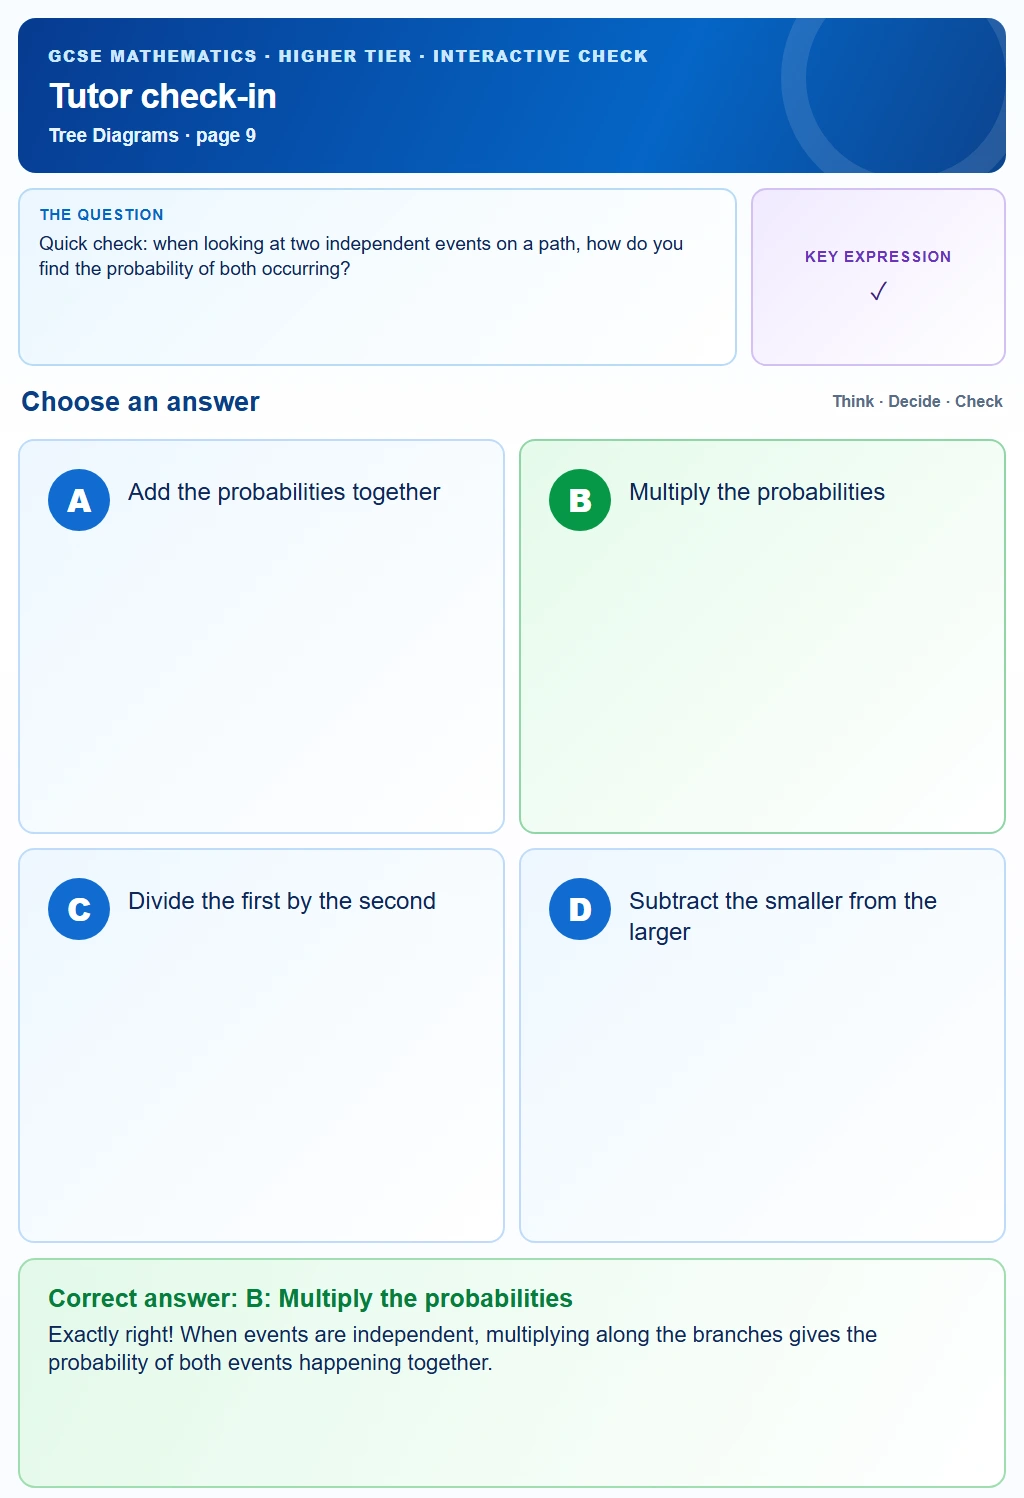 GCSE MATHEMATICS · HIGHER TIER · INTERACTIVE CHECK
Tutor check-in
Tree Diagrams · page 9
THE QUESTION
Quick check: when looking at two independent events on a path, how do you
find the probability of both occurring?
KEY EXPRESSION
✓
Choose an answer
Think · Decide · Check
A
Add the probabilities together
B
Multiply the probabilities
C
Divide the first by the second
D
Subtract the smaller from the
larger
Correct answer: B: Multiply the probabilities
Exactly right! When events are independent, multiplying along the branches gives the
probability of both events happening together.